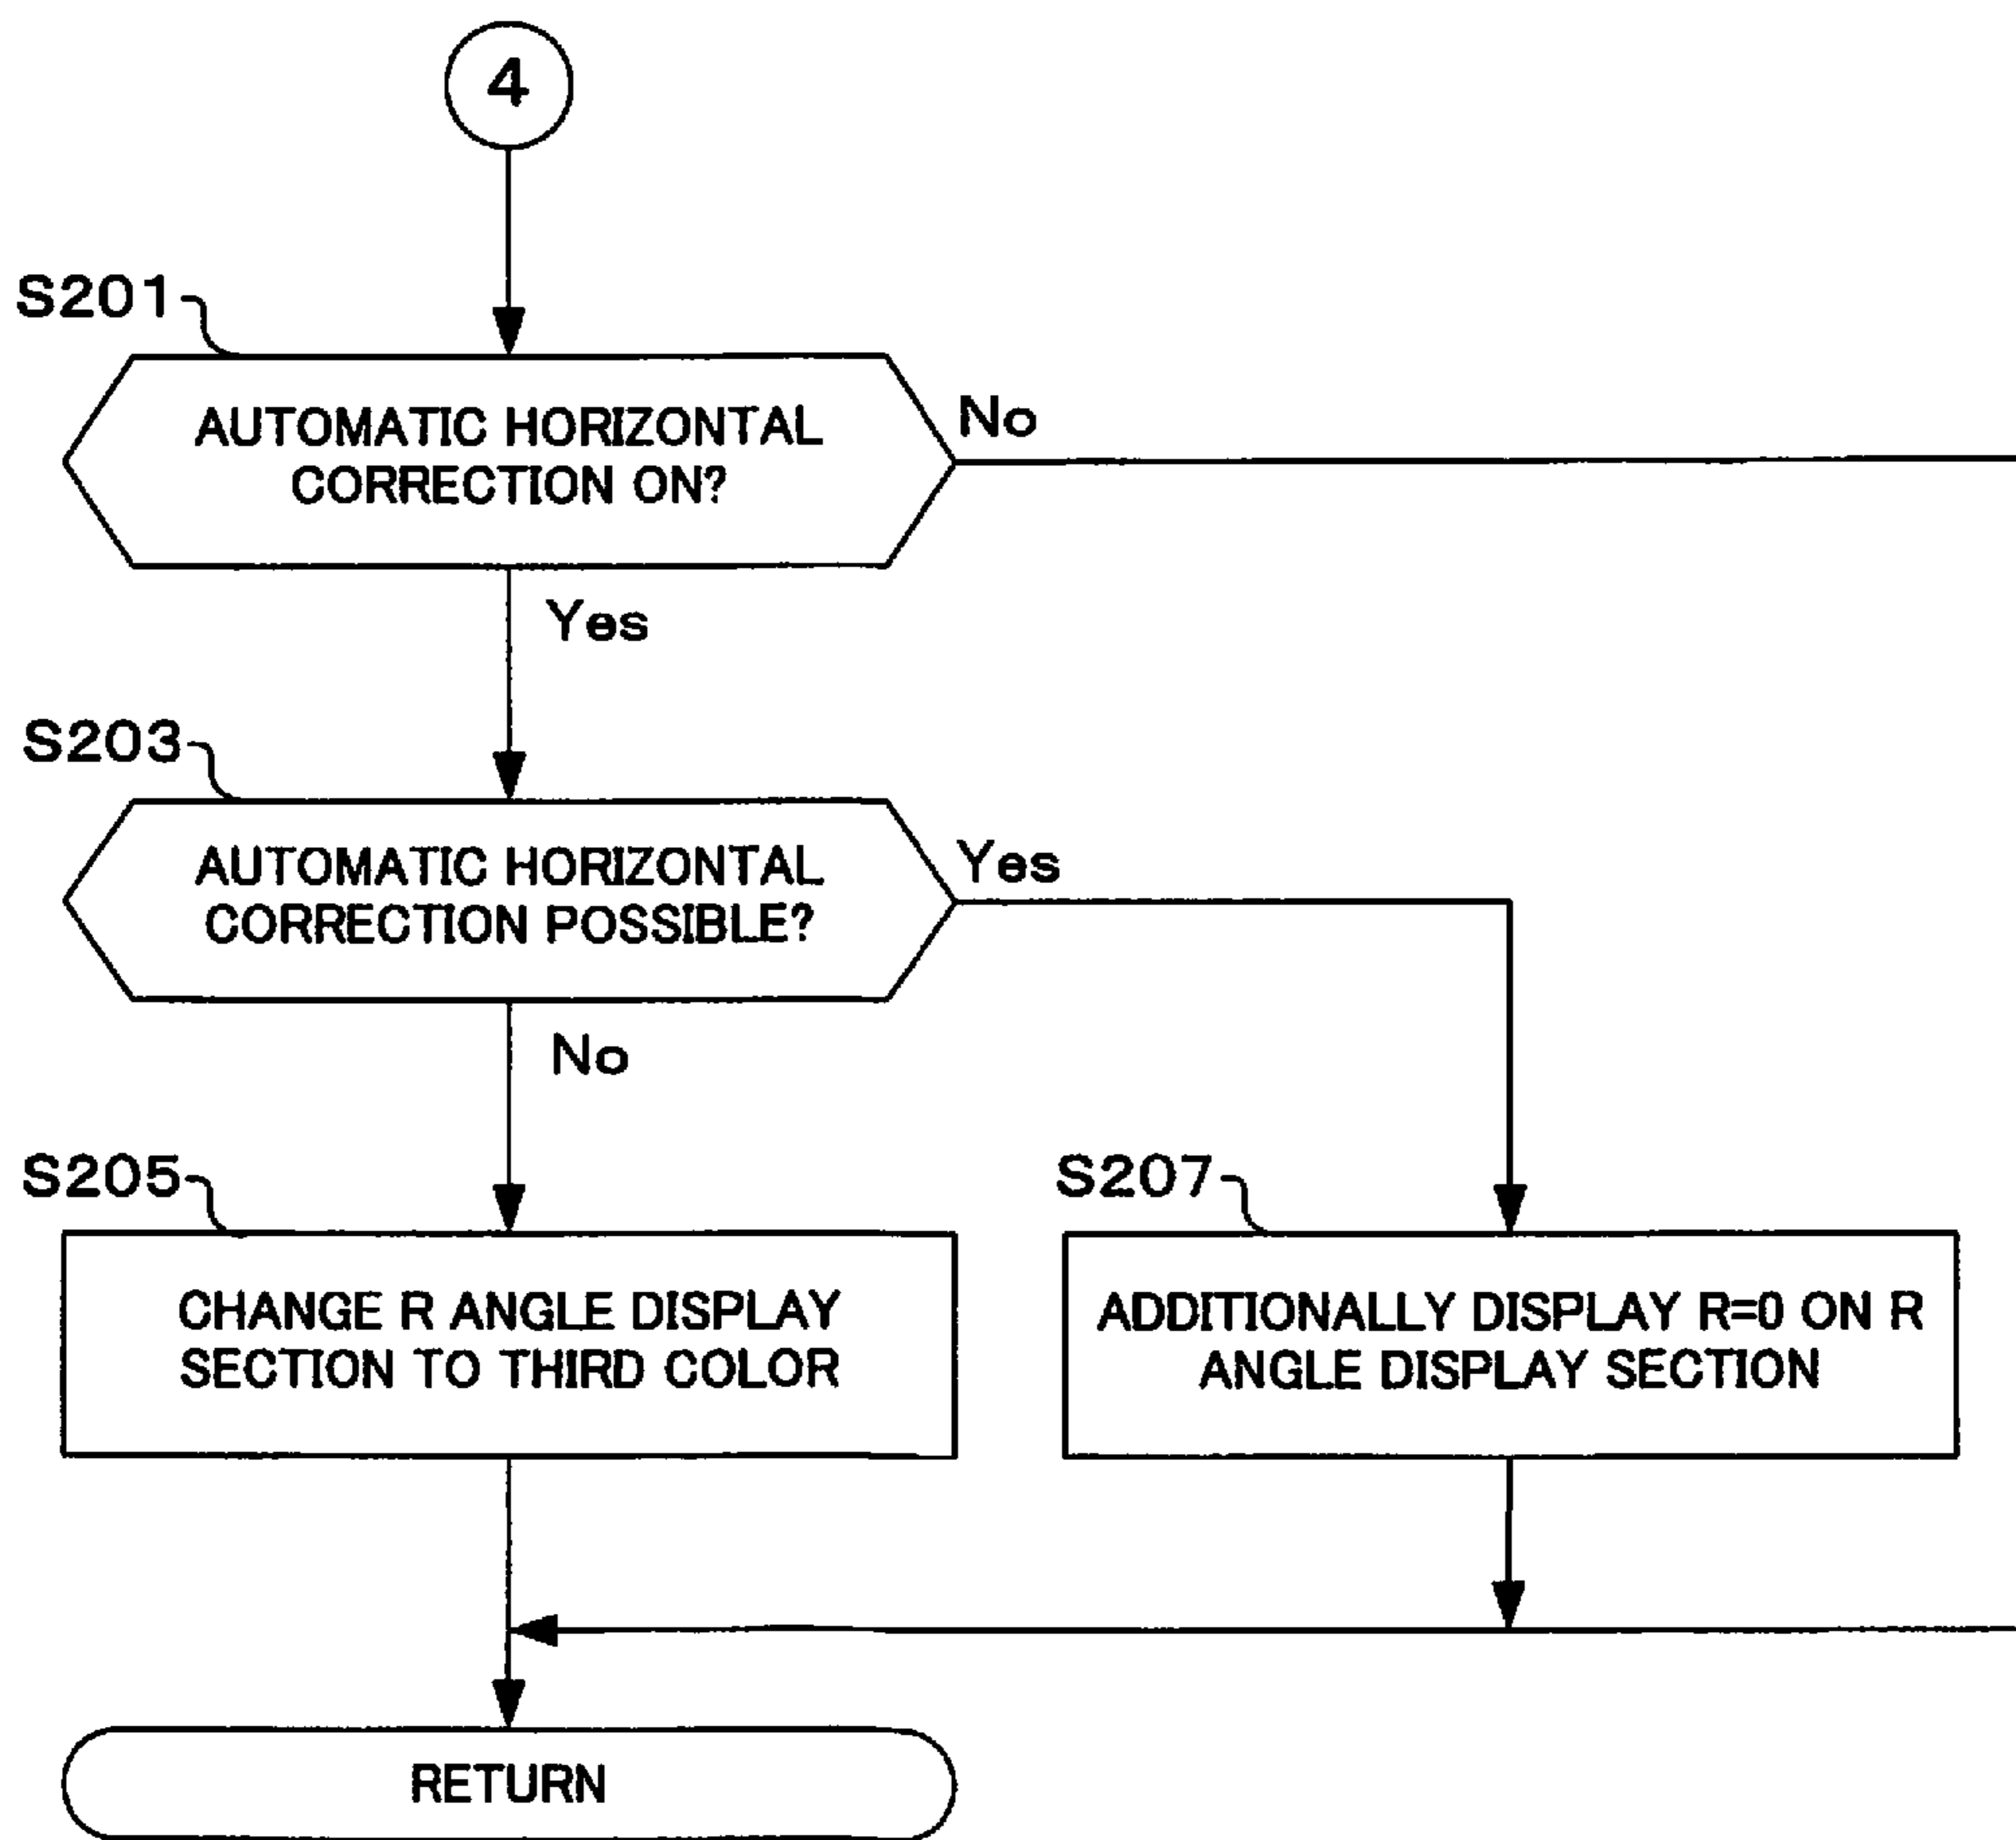 4
S201
AUTOMATIC HORIZONTAL
CORRECTION ON?
No
Yes
S203
AUTOMATIC HORIZONTAL
CORRECTION POSSIBLE?
Yes
No
S205
CHANGE R ANGLE DISPLAY
SECTION TO THIRD COLOR
S207
ADDITIONALLY DISPLAY R=0 ON R
ANGLE DISPLAY SECTION
RETURN